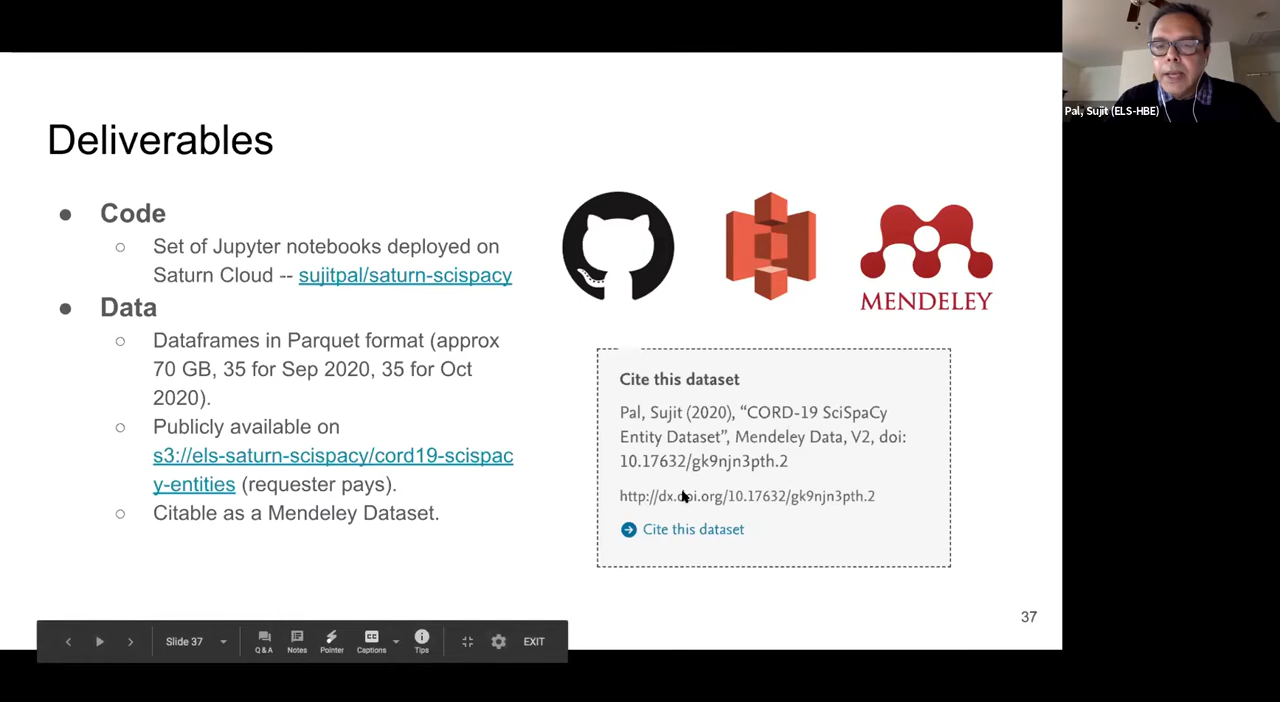 Pal, Sujit (ELS-HBE)
Deliverables
● Code
○ Set of Jupyter notebooks deployed on
Saturn Cloud -- sujitpal/saturn-scispacy
● Data
○ Dataframes in Parquet format (approx
70 GB, 35 for Sep 2020, 35 for Oct
2020).
○ Publicly available on
s3://els-saturn-scispacy/cord19-scispac
y-entities (requester pays).
○ Citable as a Mendeley Dataset.
MENDELEY
Cite this dataset
Pal, Sujit (2020), “CORD-19 SciSpaCy
Entity Dataset”, Mendeley Data, V2, doi:
10.17632/gk9njn3pth.2
http://dx.doi.org/10.17632/gk9njn3pth.2
Cite this dataset
37
Slide 37
Q & A
Notes
Pointer
CC
Captions
Tips
EXIT